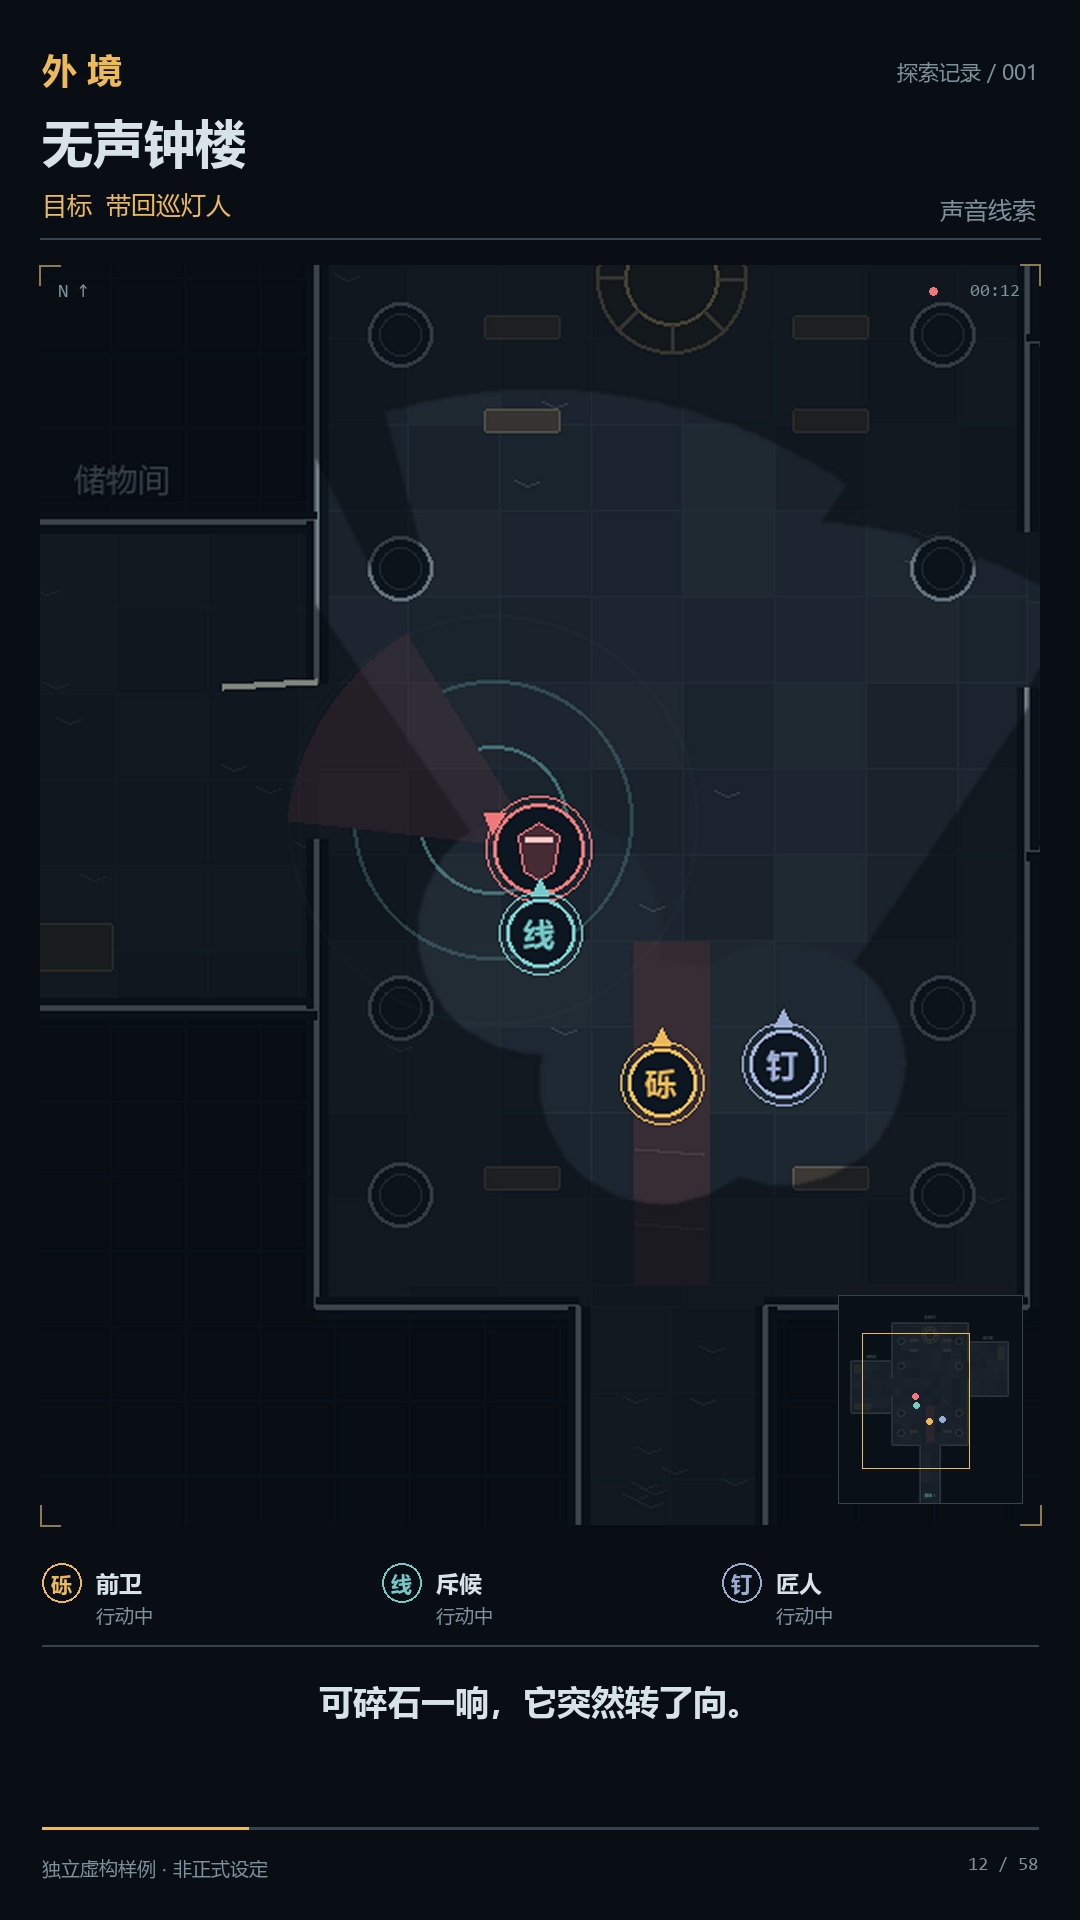 外境
探索记录 / 001
无声钟楼
目标 带回巡灯人
声音线索
N ↑
00:12
储物间
线
砾
钉
砾 前卫
行动中
线 斥候
行动中
钉 匠人
行动中
可碎石一响，它突然转了向。
独立虚构样例 · 非正式设定
12 / 58